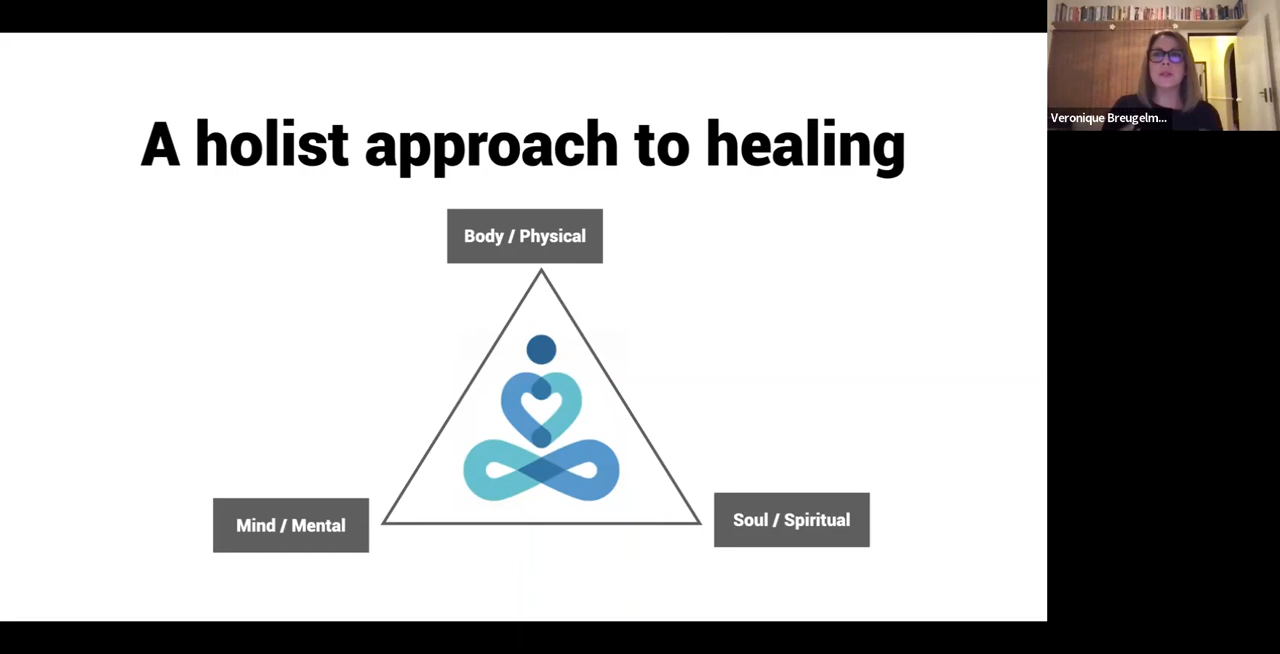 A holist approach to healing
Body / Physical
Mind / Mental
Soul / Spiritual
Veronique Breugelm...